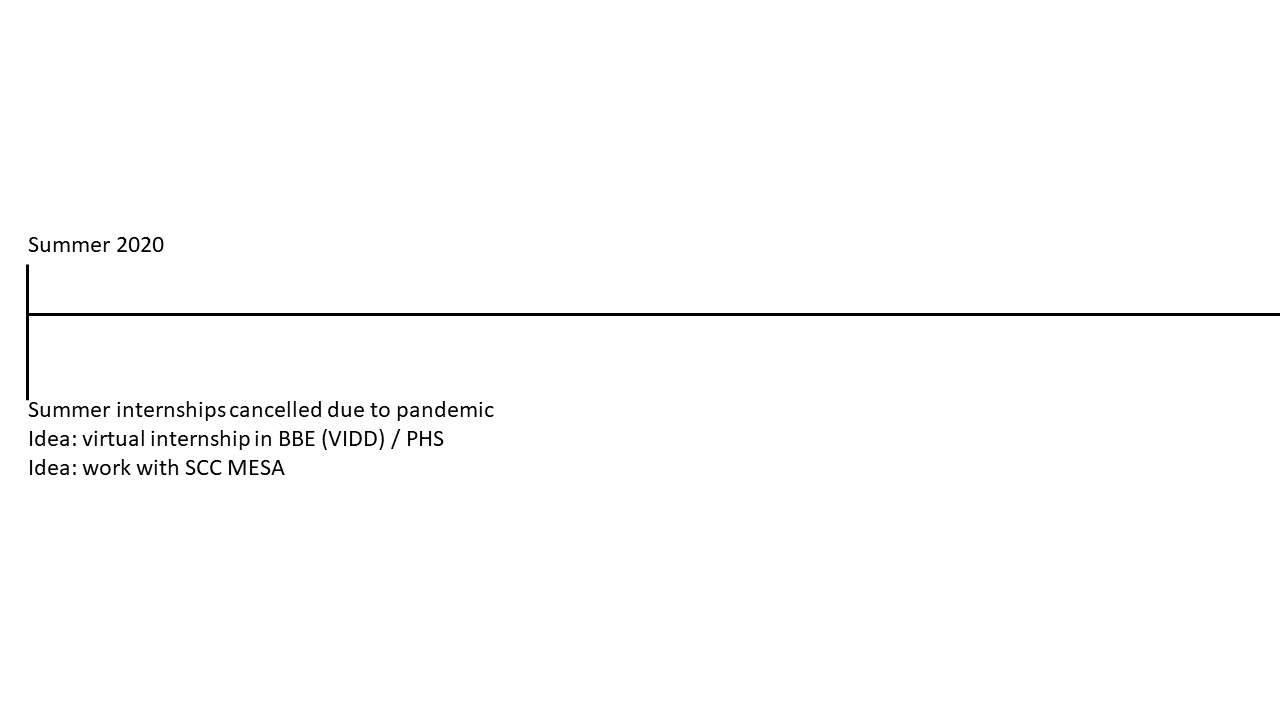 Summer 2020
Summer internships cancelled due to pandemic
Idea: virtual internship in BBE (VIDD) / PHS
Idea: work with SCC MESA